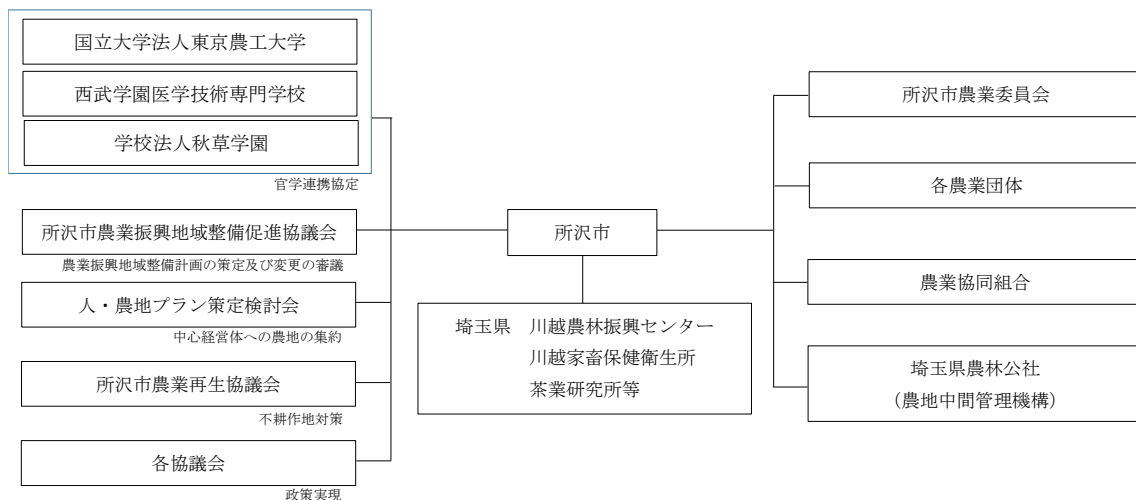 国立大学法人東京農工大学
西武学園医学技術専門学校
学校法人秋草学園
官学連携協定
所沢市農業振興地域整備促進協議会
農業振興地域整備計画の策定及び変更の審議
人・農地プラン策定検討会
中心経営体への農地の集約
所沢市農業再生協議会
不耕作地対策
各協議会
政策実現
所沢市
埼玉県　川越農林振興センター
川越家畜保健衛生所
茶業研究所等
所沢市農業委員会
各農業団体
農業協同組合
埼玉県農林公社
（農地中間管理機構）